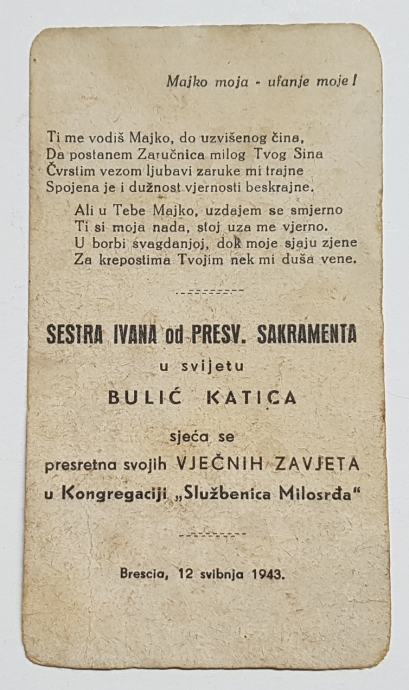 Majko moja - ufanje moje!
Ti me vodiš Majko, do uzvišenog čina,
Da postanem Zaručnica milog Tvog Sina
Čvrstim vezom ljubavi zaruke mi trajne
Spojena je i dužnost vjernosti beskrajne.
Ali u Tebe Majko, uzdajem se smjerno
Ti si moja nada, stoj uza me vjerno.
U borbi svagdanjoj, dok moje sjaju zjene
Za krepostima Tvojim nek mi duša vene.
SESTRA IVANA od PRESV. SAKRAMENTA
u svijetu
BULIĆ KATICA
sjeća se
presretna svojih VJEČNIH ZAVJETA
u Kongregaciji „Službenica Milosrđa“
Brescia, 12 svibnja 1943.